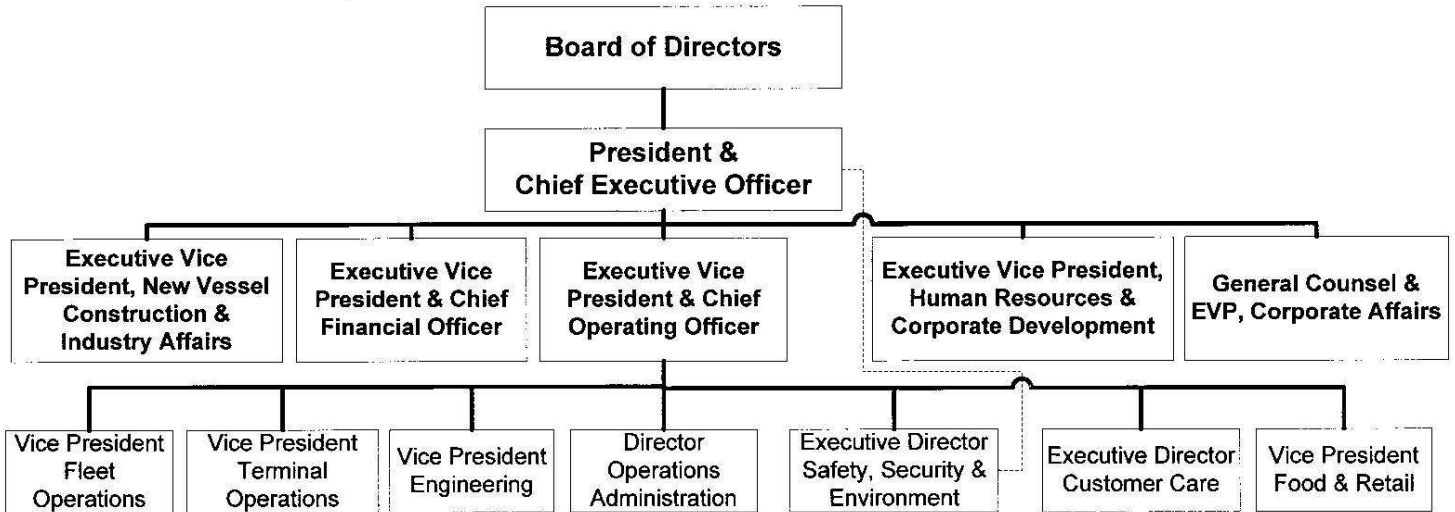 Board of Directors
President &
Chief Executive Officer
Executive Vice
President, New Vessel
Construction &
Industry Affairs
Executive Vice
President & Chief
Financial Officer
Executive Vice
President & Chief
Operating Officer
Executive Vice President,
Human Resources &
Corporate Development
General Counsel &
EVP, Corporate Affairs
Vice President
Fleet
Operations
Vice President
Terminal
Operations
Vice President
Engineering
Director
Operations
Administration
Executive Director
Safety, Security &
Environment
Executive Director
Customer Care
Vice President
Food & Retail